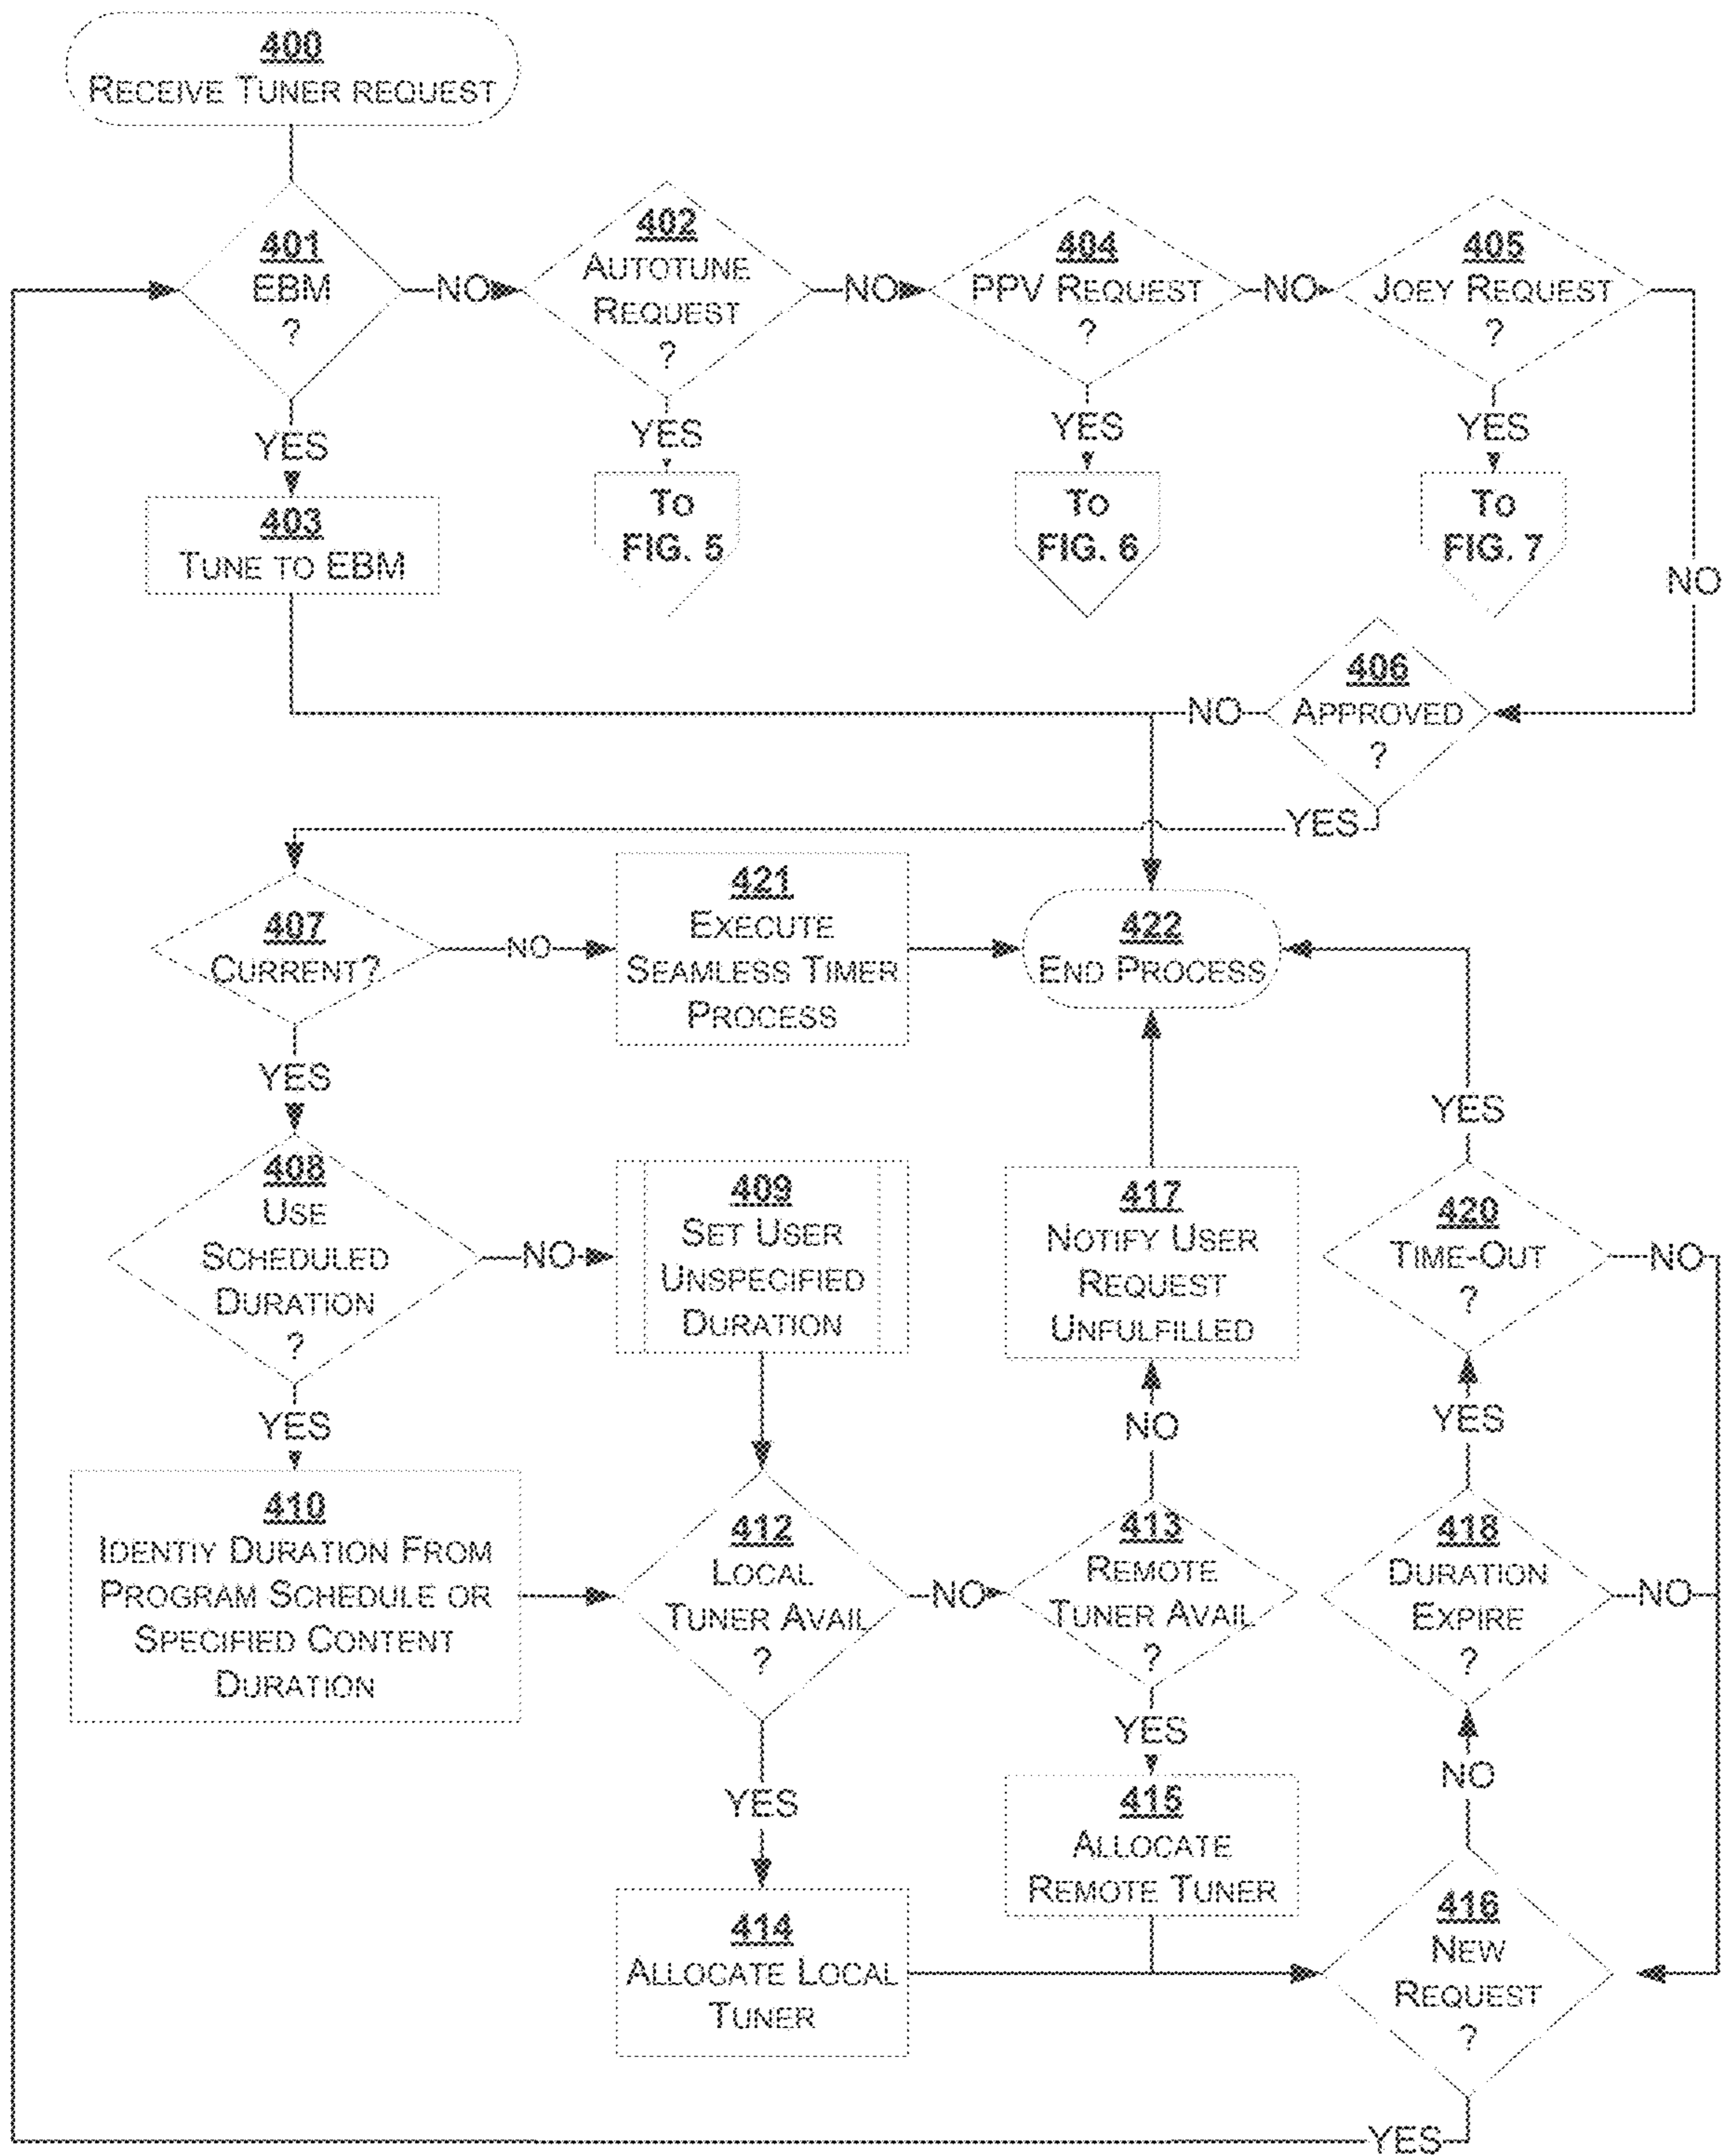 400
RECEIVE TUNER REQUEST
401
EBM
?
NO
402
AUTOTUNE
REQUEST
?
NO
404
PPV REQUEST
?
NO
405
JOEY REQUEST
?
YES
YES
YES
YES
NO
403
TUNE TO EBM
TO
FIG. 5
TO
FIG. 6
TO
FIG. 7
406
APPROVED
?
NO
YES
407
CURRENT?
NO
421
EXECUTE
SEAMLESS TIMER
PROCESS
422
END PROCESS
YES
YES
408
USE
SCHEDULED
DURATION
?
NO
409
SET USER
UNSPECIFIED
DURATION
417
NOTIFY USER
REQUEST
UNFULFILLED
420
TIME-OUT
?
NO
YES
NO
YES
410
IDENTIY DURATION FROM
PROGRAM SCHEDULE OR
SPECIFIED CONTENT
DURATION
412
LOCAL
TUNER AVAIL
?
NO
413
REMOTE
TUNER AVAIL
?
418
DURATION
EXPIRE
?
NO
YES
YES
NO
415
ALLOCATE
REMOTE TUNER
414
ALLOCATE LOCAL
TUNER
416
NEW
REQUEST
?
YES